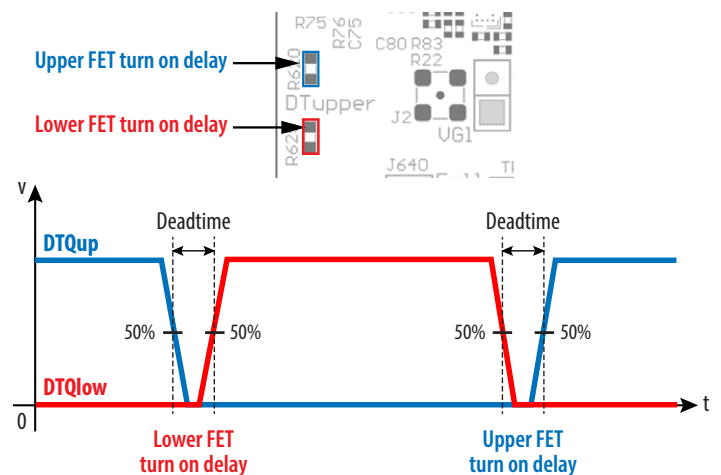 R75
R76
C75
C80 R83
R22
Upper FET turn on delay
DTupper
Lower FET turn on delay
J2
VG1
R62
J640
v
Deadtime
Deadtime
DTQup
50%
50%
50%
50%
DTQlow
0
t
Lower FET
turn on delay
Upper FET
turn on delay